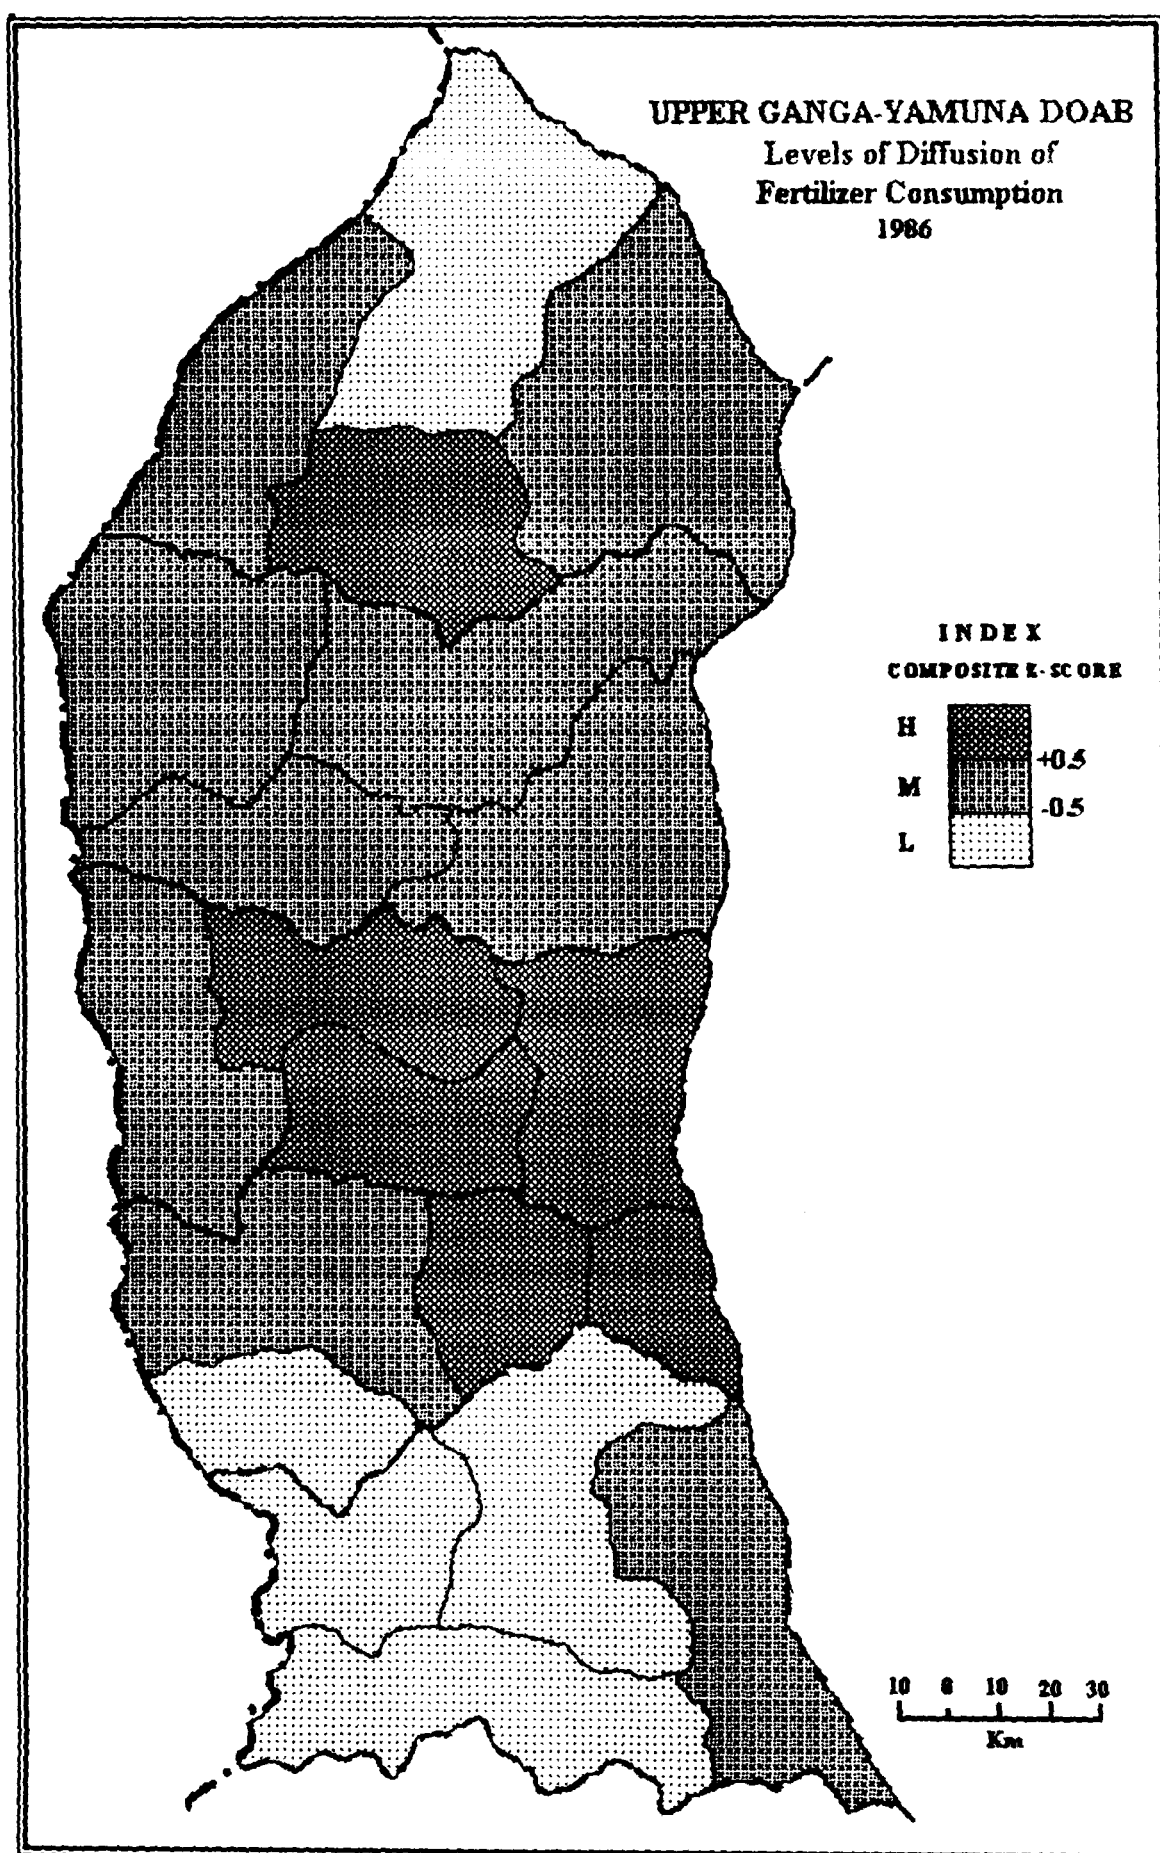 UPPER GANGA-YAMUNA DOAB
Levels of Diffusion of
Fertilizer Consumption
1986
INDEX
COMPOSITE Z-SCORE
H
+0.5
M
-0.5
L
10 0 10 20 30
Km